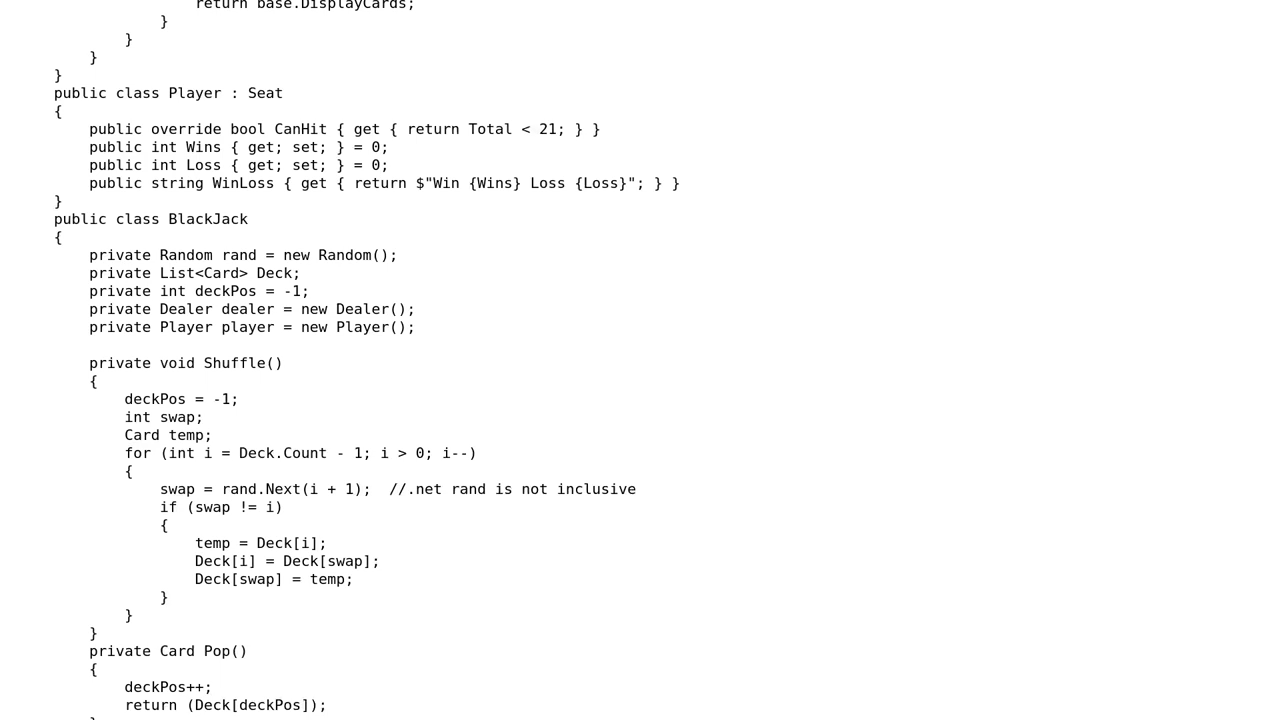 return base.DisplayCards;
            }
        }
    }
}
public class Player : Seat
{
    public override bool CanHit { get { return Total < 21; } }
    public int Wins { get; set; } = 0;
    public int Loss { get; set; } = 0;
    public string WinLoss { get { return $"Win {Wins} Loss {Loss}"; } }
}
public class BlackJack
{
    private Random rand = new Random();
    private List<Card> Deck;
    private int deckPos = -1;
    private Dealer dealer = new Dealer();
    private Player player = new Player();

    private void Shuffle()
    {
        deckPos = -1;
        int swap;
        Card temp;
        for (int i = Deck.Count - 1; i > 0; i--)
        {
            swap = rand.Next(i + 1);  //.net rand is not inclusive
            if (swap != i)
            {
                temp = Deck[i];
                Deck[i] = Deck[swap];
                Deck[swap] = temp;
            }
        }
    }
    private Card Pop()
    {
        deckPos++;
        return (Deck[deckPos]);
    }